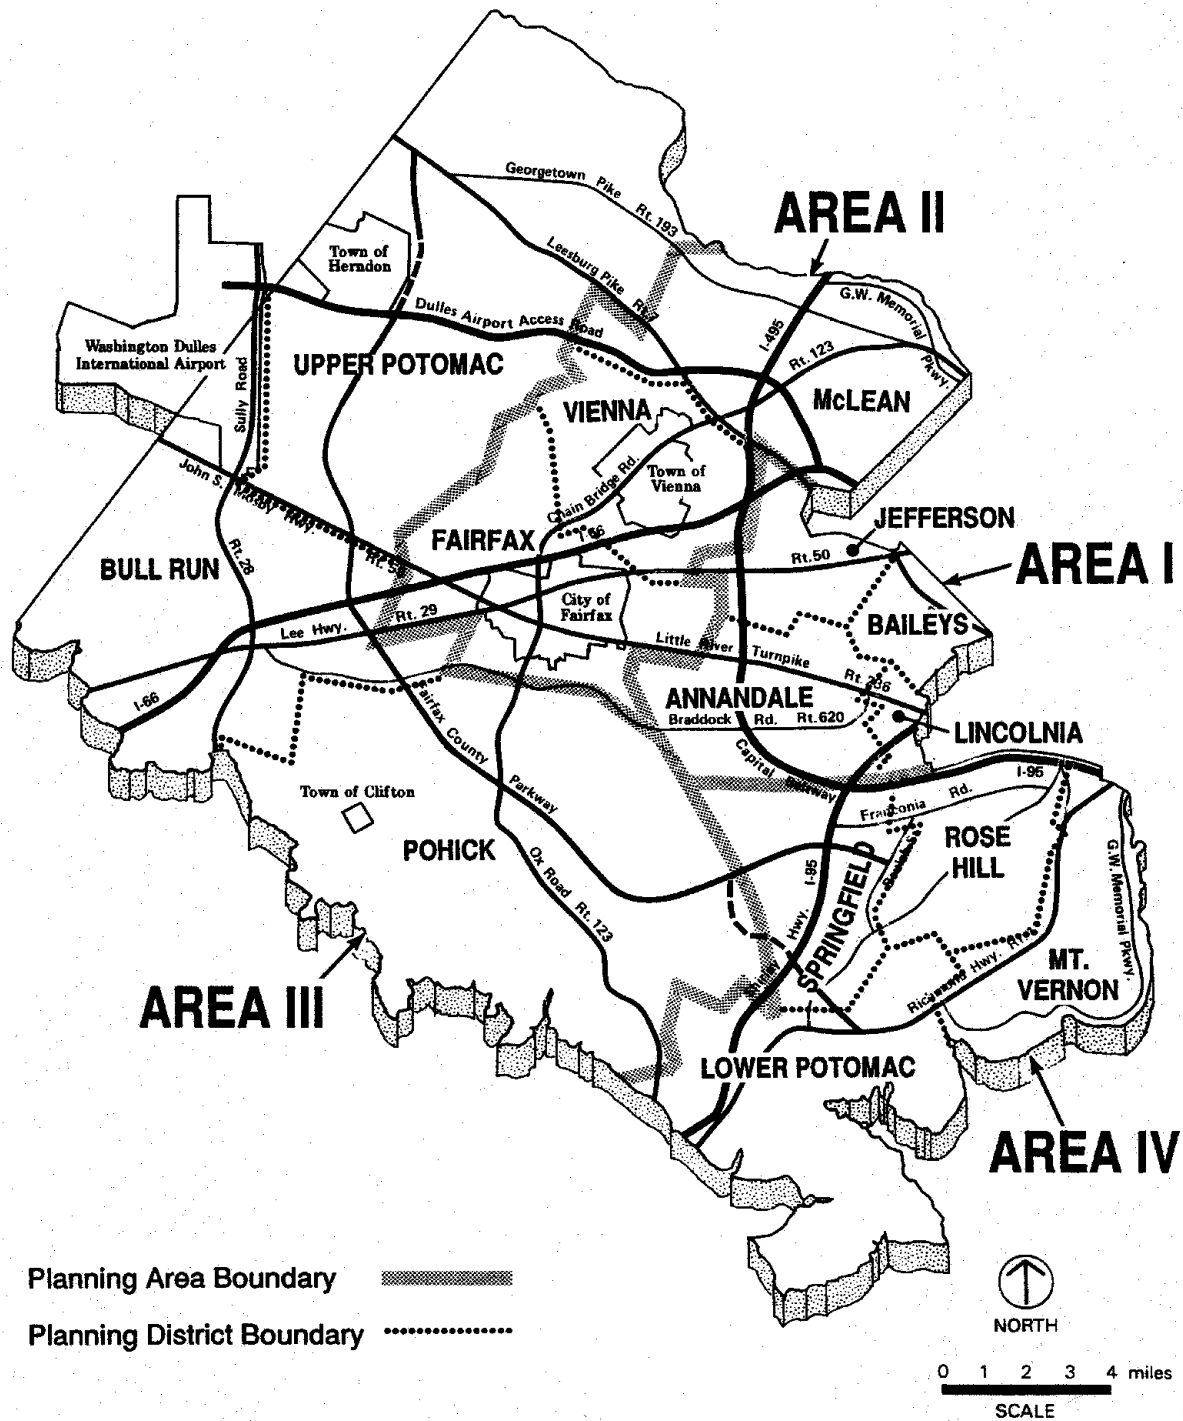 Georgetown Pike Rt. 193
AREA II
Leesburg Pike Rt. 7
Town of
Herndon
G.W. Memorial Pkwy.
Dulles Airport Access Road
I-495
Rt. 123
Washington Dulles
International Airport
UPPER POTOMAC
Sully Road
VIENNA
McLEAN
John S. Mosby Hwy.
Town of
Vienna
Chain Bridge Rd.
JEFFERSON
FAIRFAX
I-66
Rt. 50
BULL RUN
Rt. 28
Rt. 50
AREA I
City of
Fairfax
BAILEYS
Lee Hwy. Rt. 29
Little River Turnpike Rt. 236
I-66
ANNANDALE
Braddock Rd. Rt. 620
LINCOLNIA
Fairfax County Parkway
Capital Beltway
I-95
Town of Clifton
Franconia Rd.
POHICK
ROSE
HILL
Ox Road Rt. 123
I-95
SPRINGFIELD
G.W. Memorial Pkwy
Shirley Hwy.
AREA III
Richmond Hwy.
MT.
VERNON
LOWER POTOMAC
AREA IV
Planning Area Boundary
Planning District Boundary
NORTH
0 1 2 3 4 miles
SCALE